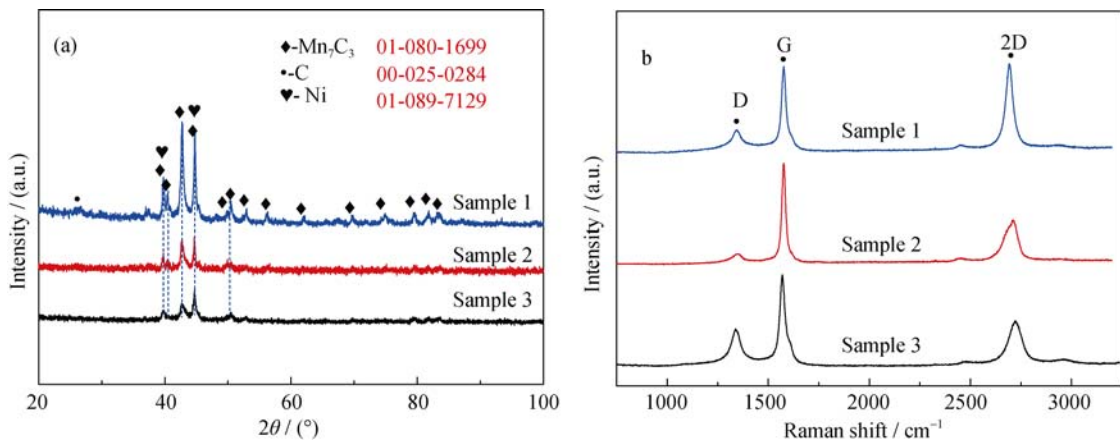 (a)
♦-Mn₇C₃ 01-080-1699
•-C 00-025-0284
♥- Ni 01-089-7129
Sample 1
Sample 2
Sample 3
Intensity / (a.u.)
20 40 60 80 100
2θ / (°)
b
D
G
2D
Sample 1
Sample 2
Sample 3
Intensity / (a.u.)
1000 1500 2000 2500 3000
Raman shift / cm⁻¹